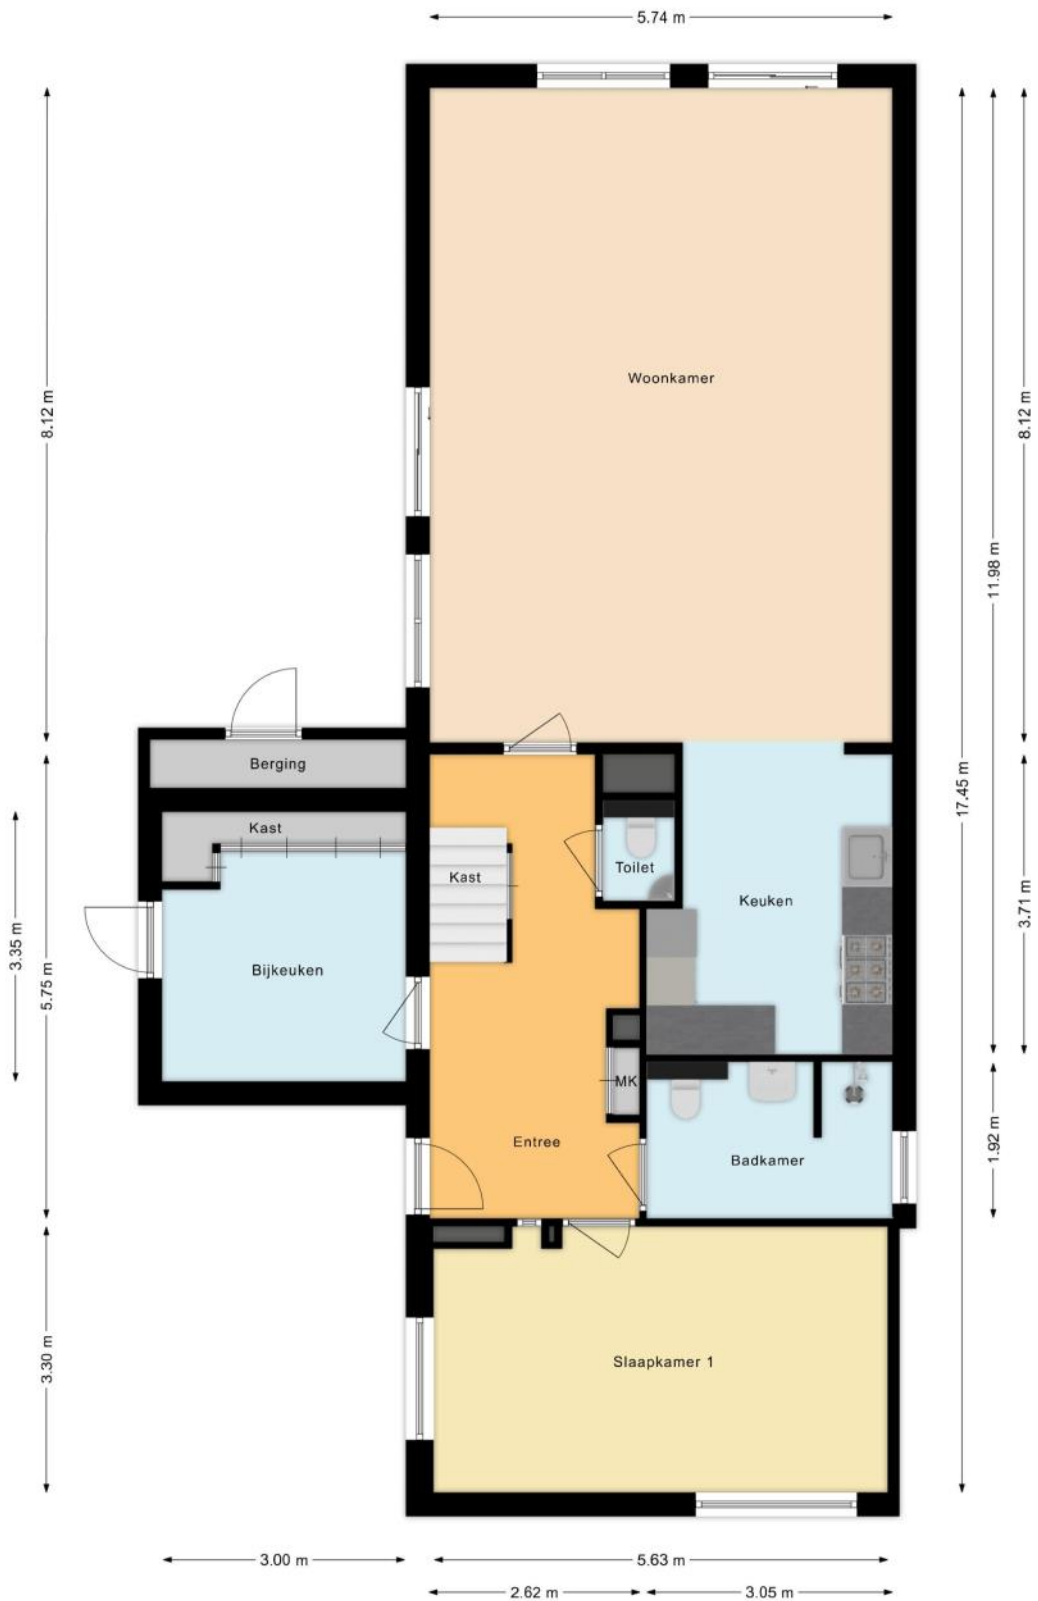 5.74 m
Woonkamer
8.12 m
8.12 m
11.98 m
17.45 m
Berging
Kast
Kast
Toilet
Keuken
3.71 m
3.35 m
5.75 m
Bijkeuken
MK
Entree
Badkamer
1.92 m
Slaapkamer 1
3.30 m
3.00 m
5.63 m
2.62 m
3.05 m